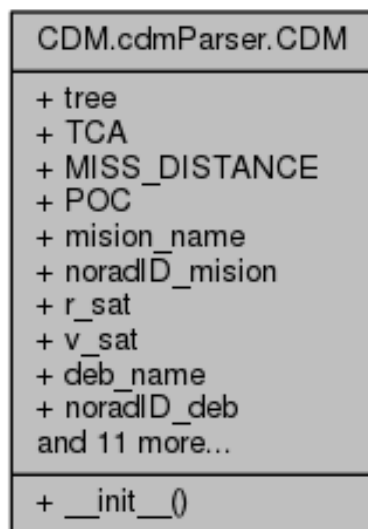 CDM.cdmParser.CDM
+ tree
+ TCA
+ MISS_DISTANCE
+ POC
+ mision_name
+ noradID_mision
+ r_sat
+ v_sat
+ deb_name
+ noradID_deb
and 11 more...
+ __init__()